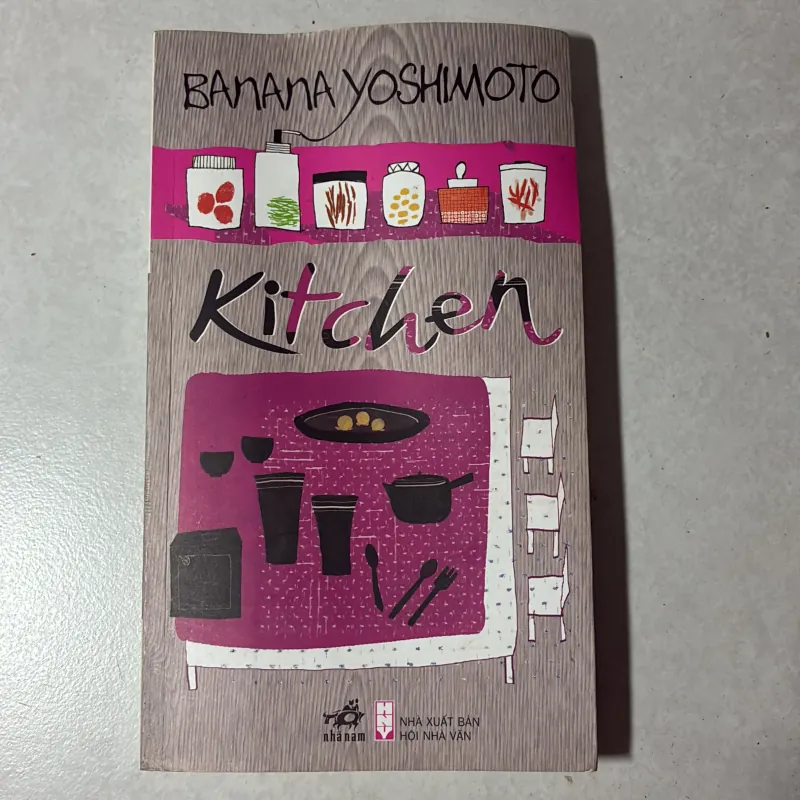 BANANA YOSHIMOTO
Kitchen
nhã nam
HNV
NHÀ XUẤT BẢN
HỘI NHÀ VĂN